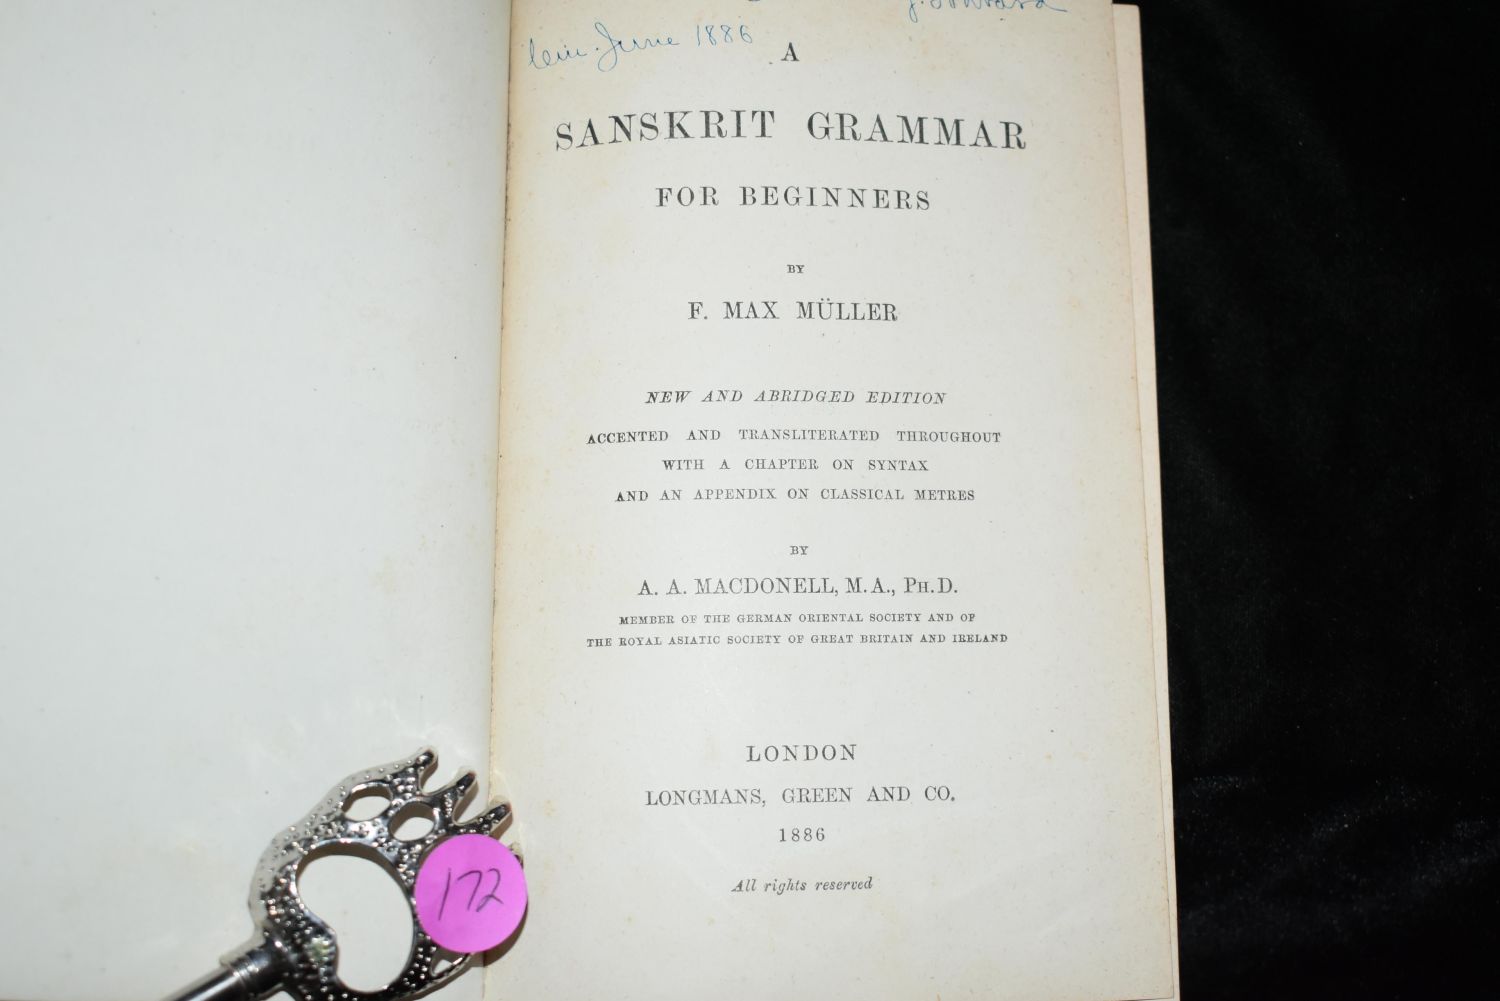 June 1886
A
SANSKRIT GRAMMAR
FOR BEGINNERS
BY
F. MAX MÜLLER
NEW AND ABRIDGED EDITION
ACCENTED AND TRANSLITERATED THROUGHOUT
WITH A CHAPTER ON SYNTAX
AND AN APPENDIX ON CLASSICAL METRES
BY
A. A. MACDONELL, M.A., PH.D.
MEMBER OF THE GERMAN ORIENTAL SOCIETY AND OF
THE ROYAL ASIATIC SOCIETY OF GREAT BRITAIN AND IRELAND
LONDON
LONGMANS, GREEN AND CO.
1886
All rights reserved
172